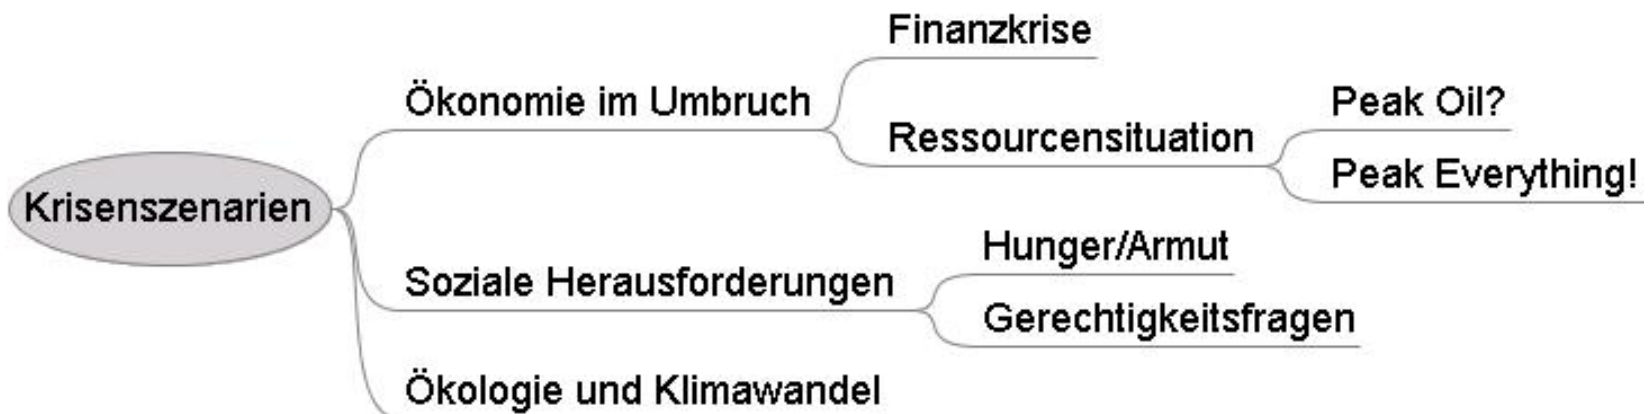 Krisenszenarien
Ökonomie im Umbruch
Finanzkrise
Ressourcensituation
Peak Oil?
Peak Everything!
Soziale Herausforderungen
Hunger/Armut
Gerechtigkeitsfragen
Ökologie und Klimawandel